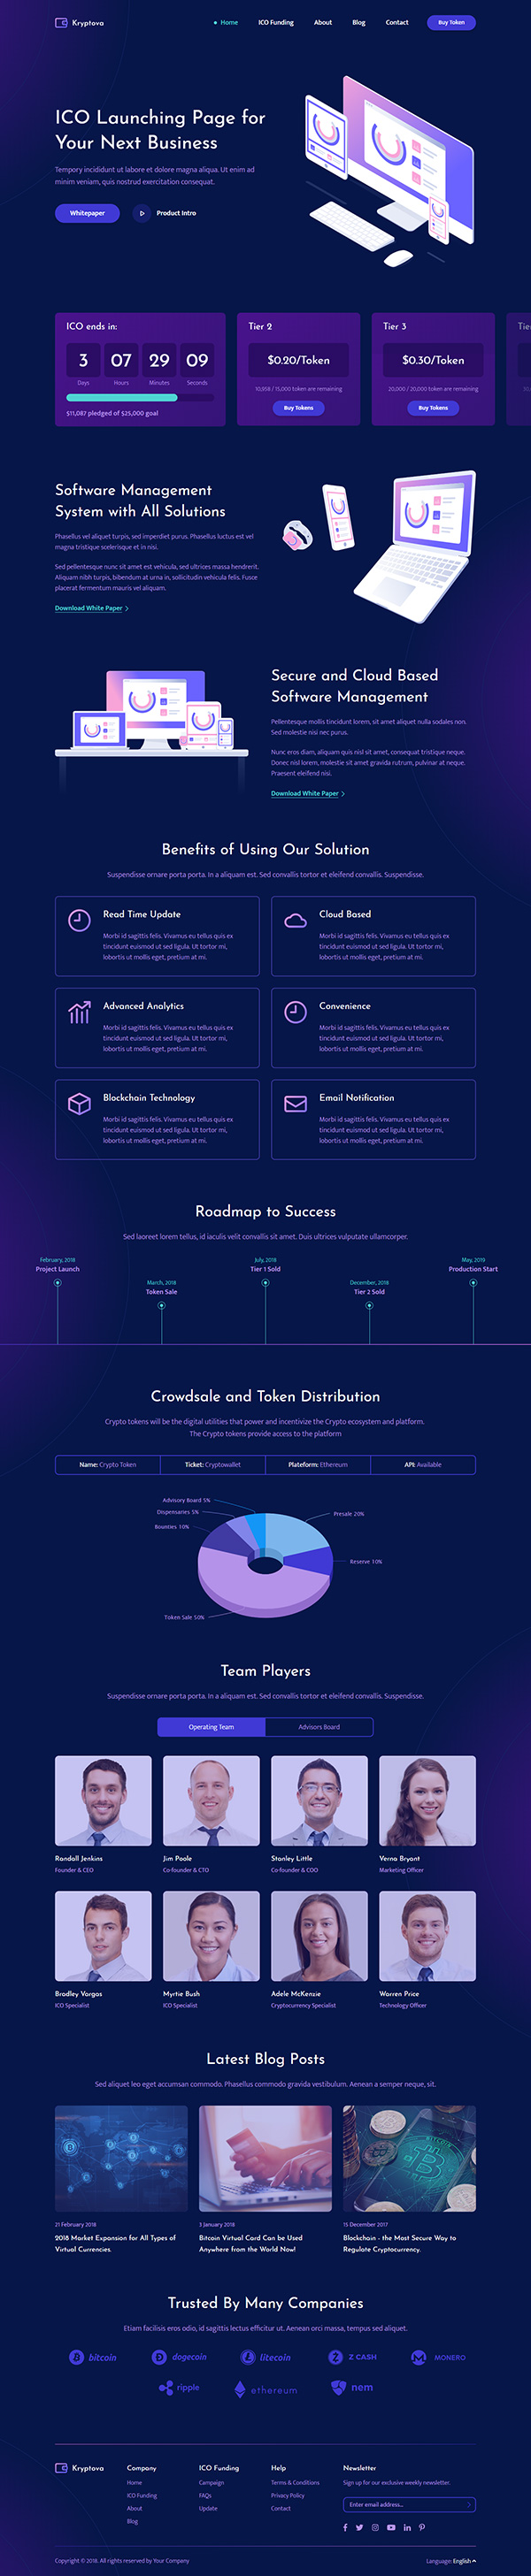 Kryptova
Home ICO Funding About Blog Contact Buy Token
ICO Launching Page for
Your Next Business
Tempory incididunt ut labore et dolore magna aliqua. Ut enim ad
minim veniam, quis nostrud exercitation consequat.
Whitepaper Product Intro
ICO ends in:
3 07 29 09
Days Hours Minutes Seconds
$11,087 pledged of $25,000 goal
Tier 2
$0.20/Token
10,058 / 15,000 token are remaining
Buy Tokens
Tier 3
$0.30/Token
20,000 / 20,000 token are remaining
Buy Tokens
Software Management
System with All Solutions
Phasellus vel aliquet turpis, sed imperdiet purus. Phasellus luctus est vel
magna tristique scelerisque et in nisi.
Sed pellentesque nunc sit amet est vehicula, sed ultrices massa hendrerit.
Aliquam nibh turpis, bibendum at urna in, sollicitudin vehicula felis. Fusce
placerat fermentum mauris vel aliquam.
Download White Paper
Secure and Cloud Based
Software Management
Pellentesque mollis tincidunt lorem, sit amet aliquet nulla sodales non.
Sed molestie nisi nec purus.
Nunc eros diam, aliquam quis nisl sit amet, consequat tristique neque.
Donec nisl lorem, molestie sit amet gravida rutrum, pulvinar at neque.
Praesent eleifend nisi.
Download White Paper
Benefits of Using Our Solution
Suspendisse ornare porta porta. In a aliquam est. Sed convallis tortor et eleifend convallis. Suspendisse.
Read Time Update
Morbi id sagittis felis. Vivamus eu tellus quis ex
tincidunt euismod ut sed ligula. Ut tortor mi,
lobortis ut mollis eget, pretium at mi.
Cloud Based
Morbi id sagittis felis. Vivamus eu tellus quis ex
tincidunt euismod ut sed ligula. Ut tortor mi,
lobortis ut mollis eget, pretium at mi.
Advanced Analytics
Morbi id sagittis felis. Vivamus eu tellus quis ex
tincidunt euismod ut sed ligula. Ut tortor mi,
lobortis ut mollis eget, pretium at mi.
Convenience
Morbi id sagittis felis. Vivamus eu tellus quis ex
tincidunt euismod ut sed ligula. Ut tortor mi,
lobortis ut mollis eget, pretium at mi.
Blockchain Technology
Morbi id sagittis felis. Vivamus eu tellus quis ex
tincidunt euismod ut sed ligula. Ut tortor mi,
lobortis ut mollis eget, pretium at mi.
Email Notification
Morbi id sagittis felis. Vivamus eu tellus quis ex
tincidunt euismod ut sed ligula. Ut tortor mi,
lobortis ut mollis eget, pretium at mi.
Roadmap to Success
Sed laoreet lorem tellus, id iaculis velit convallis sit amet. Duis ultrices vulputate ullamcorper.
February, 2018
Project Launch
March, 2018
Token Sale
July, 2018
Tier 1 Sold
December, 2018
Tier 2 Sold
May, 2019
Production Start
Crowdsale and Token Distribution
Crypto tokens will be the digital utilities that power and incentivize the Crypto ecosystem and platform.
The Crypto tokens provide access to the platform
Name: Crypto Token Ticket: Cryptowallet Plateform: Ethereum API: Available
Advisory Board 5%
Dispensaries 5%
Bounties 10%
Presale 20%
Reserve 10%
Token Sale 50%
Team Players
Suspendisse ornare porta porta. In a aliquam est. Sed convallis tortor et eleifend convallis. Suspendisse.
Operating Team Advisors Board
Randall Jenkins
Founder & CEO
Jim Poole
Co-founder & CTO
Stanley Little
Co-founder & COO
Verna Bryant
Marketing Officer
Bradley Vargas
ICO Specialist
Myrtie Bush
ICO Specialist
Adele McKenzie
Cryptocurrency Specialist
Warren Price
Technology Officer
Latest Blog Posts
Sed aliquet leo eget accumsan commodo. Phasellus commodo gravida vestibulum. Aenean a semper neque, sit.
21 February 2018
2018 Market Expansion for All Types of
Virtual Currencies.
3 January 2018
Bitcoin Virtual Card Can be Used
Anywhere from the World Now!
15 December 2017
Blockchain - the Most Secure Way to
Regulate Cryptocurrency.
Trusted By Many Companies
Etiam facilisis eros odio, id sagittis lectus efficitur ut. Aenean orci massa, tempus sed aliquet.
bitcoin dogecoin litecoin Z CASH MONERO
ripple ethereum nem
Kryptova
Company
Home
ICO Funding
About
Blog
ICO Funding
Campaign
FAQs
Update
Help
Terms & Conditions
Privacy Policy
Contact
Newsletter
Sign up for our exclusive weekly newsletter.
Enter email address...
Copyright © 2018. All rights reserved by Your Company
Language: English